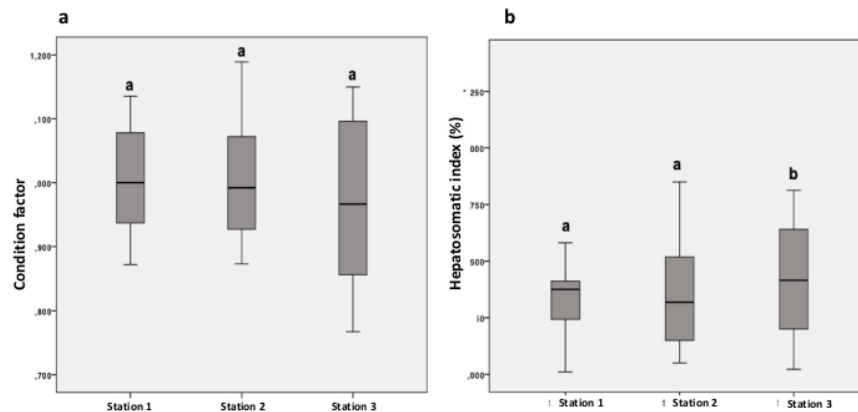 a
1,200
,100
,000
,900
,800
,700
Condition factor
a
a
a
Station 1
Station 2
Station 3
b
250
000
750
500
50
,000
Hepatosomatic index (%)
a
a
b
Station 1
Station 2
Station 3